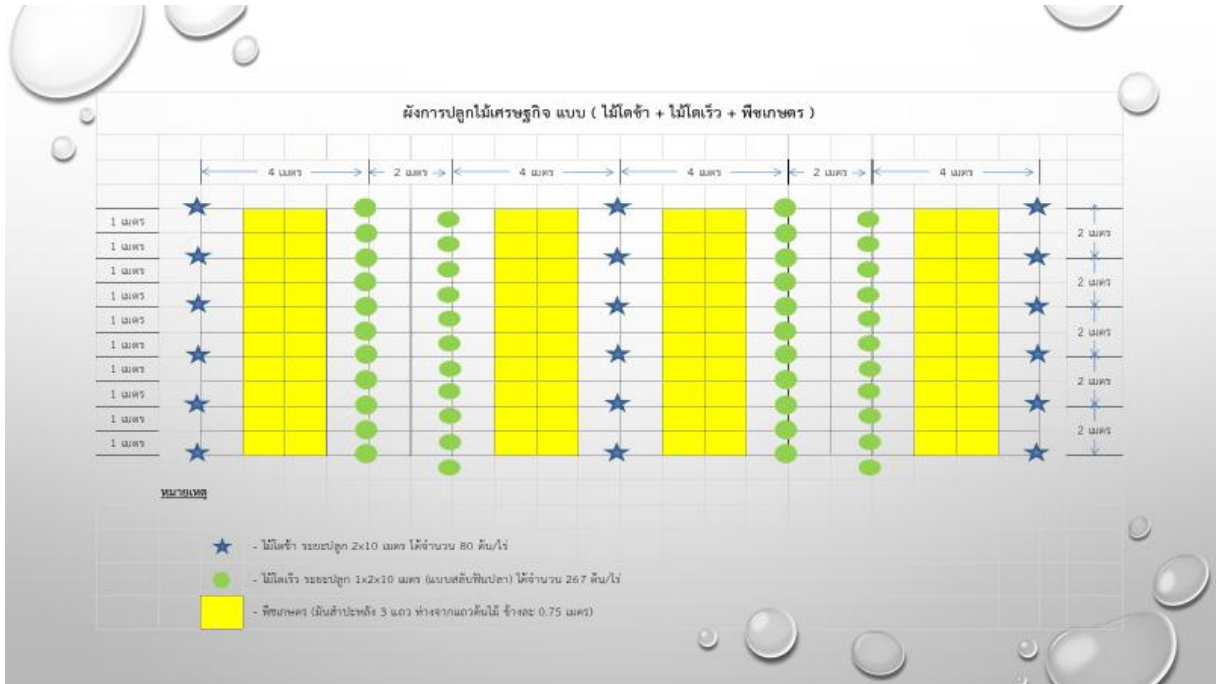 ผังการปลูกไม้เศรษฐกิจ แบบ ( ไม้โตช้า + ไม้โตเร็ว + พืชเกษตร )
4 เมตร 2 เมตร 4 เมตร 4 เมตร 2 เมตร 4 เมตร
1 เมตร
1 เมตร
1 เมตร
1 เมตร
1 เมตร
1 เมตร
1 เมตร
1 เมตร
1 เมตร
1 เมตร
2 เมตร
2 เมตร
2 เมตร
2 เมตร
2 เมตร
หมายเหตุ
- ไม้โตช้า ระยะปลูก 2x10 เมตร ได้จำนวน 80 ต้น/ไร่
- ไม้โตเร็ว ระยะปลูก 1x2x10 เมตร (แบบสลับฟันปลา) ได้จำนวน 267 ต้น/ไร่
- พืชเกษตร (มันสำปะหลัง 3 แถว ห่างจากแถวต้นไม้ ข้างละ 0.75 เมตร)